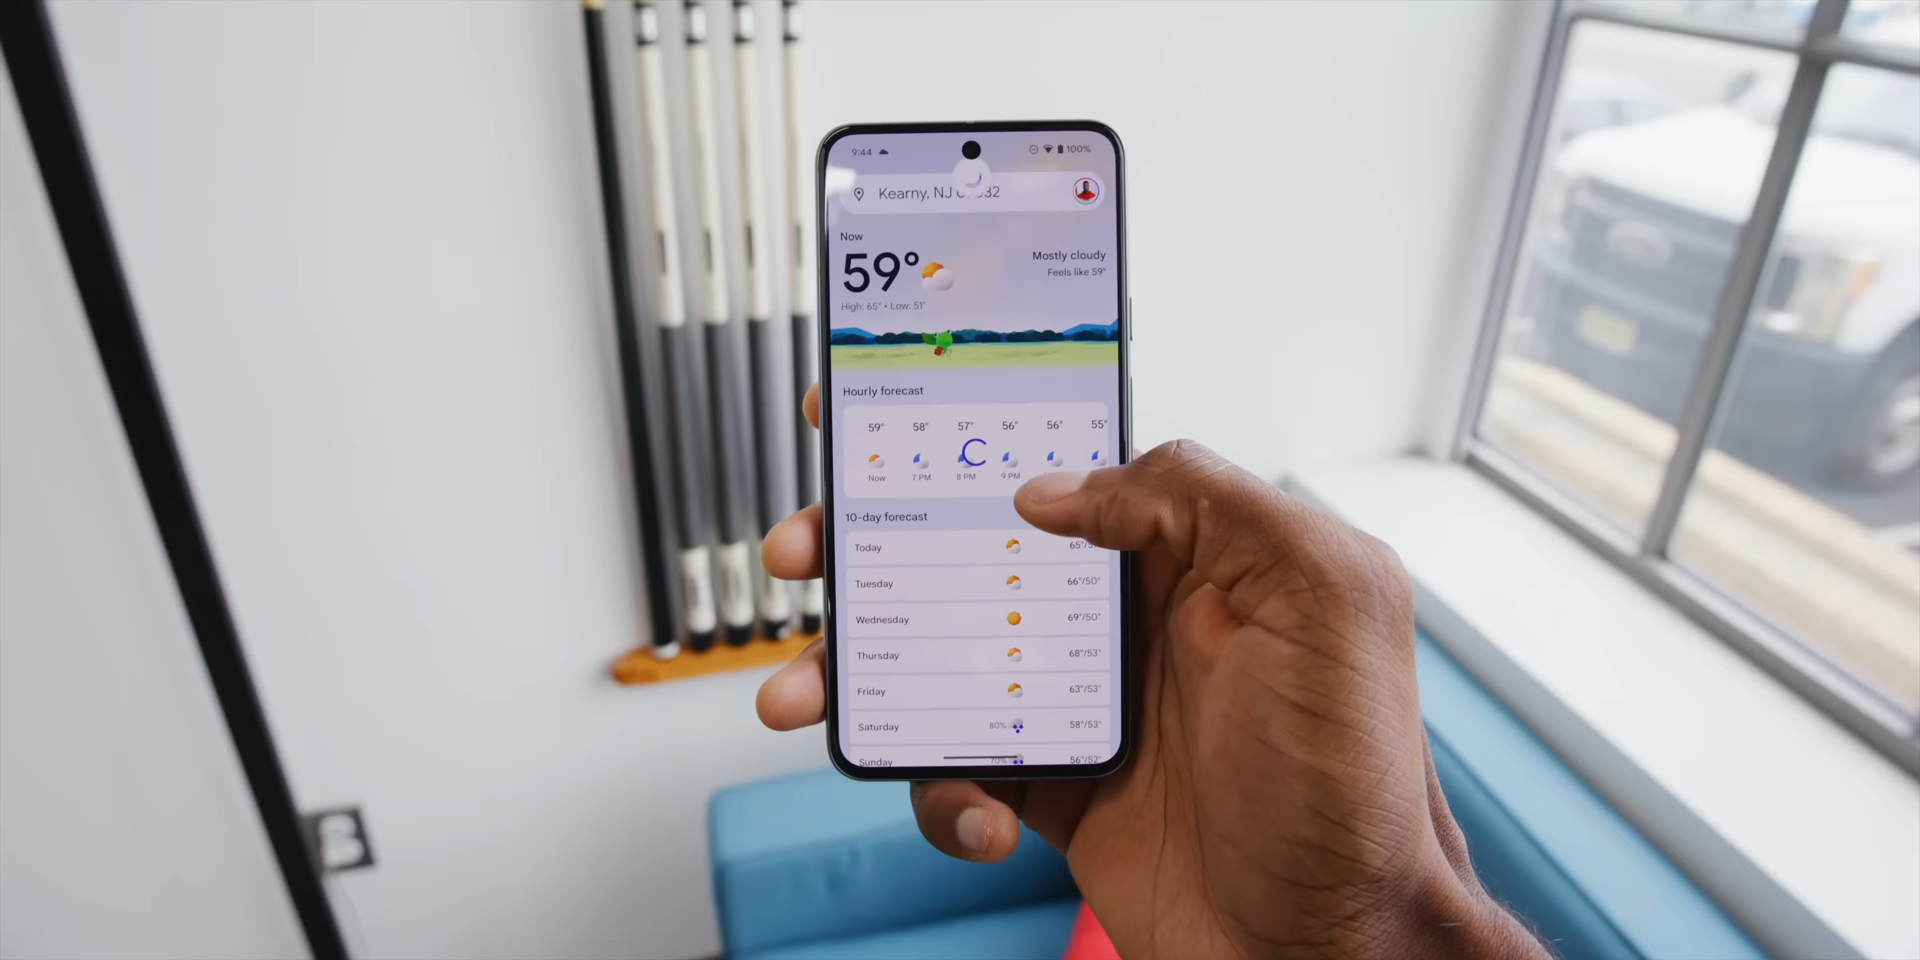 9:44 100%
Kearny, NJ 32
Now
59°
Mostly cloudy
Feels like 59°
High: 65° • Low: 51°
Hourly forecast
59° 58° 57° 56° 56° 55°
Now 7 PM 8 PM 9 PM
10-day forecast
Today
Tuesday 66°/50°
Wednesday 69°/50°
Thursday 68°/53°
Friday 63°/53°
Saturday 80% 58°/53°
Sunday 70% 56°/52°